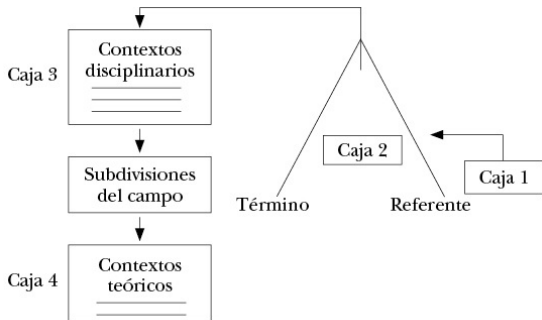 Caja 3
Contextos
disciplinarios
Subdivisiones
del campo
Caja 4
Contextos
teóricos
Caja 2
Caja 1
Término
Referente